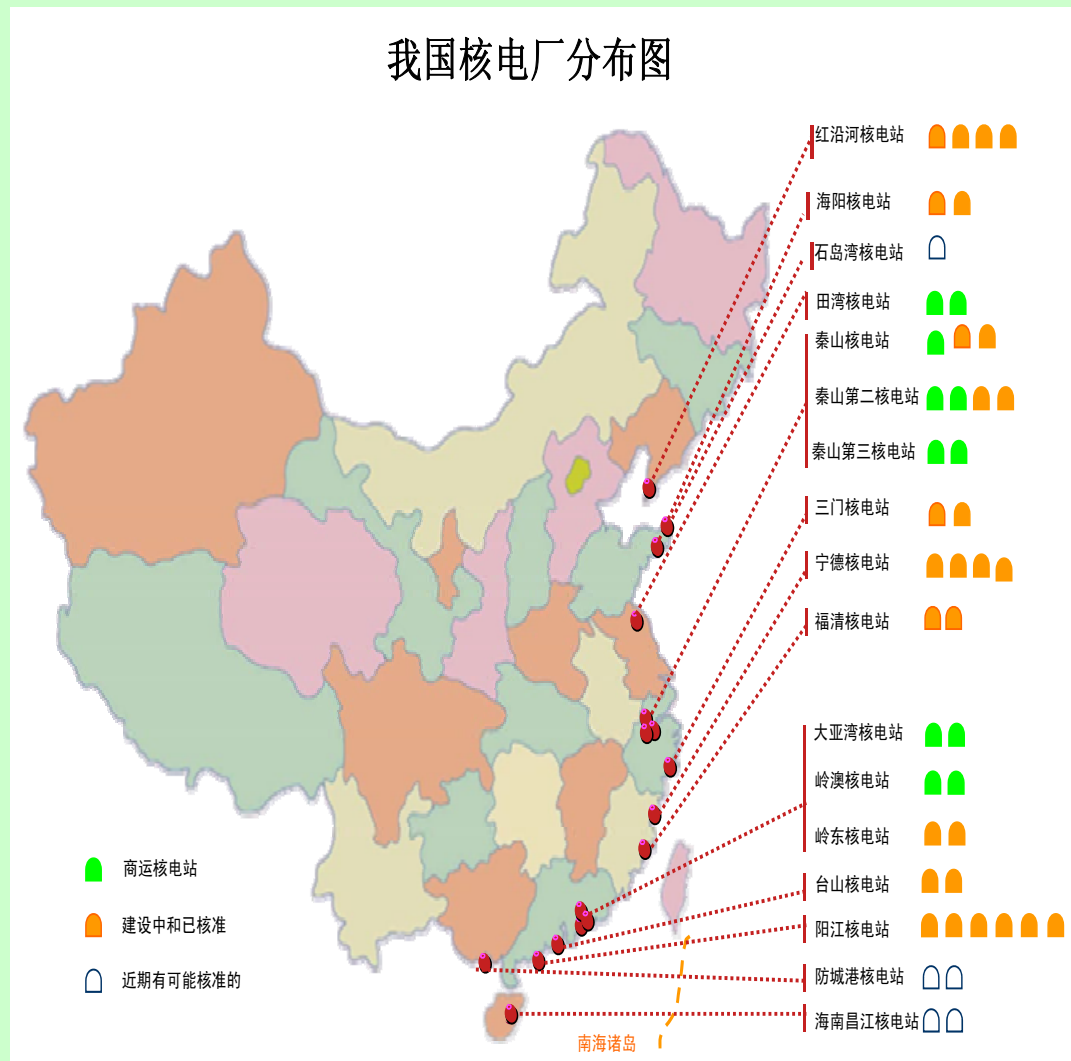 我国核电厂分布图
红沿河核电站
海阳核电站
石岛湾核电站
田湾核电站
秦山核电站
秦山第二核电站
秦山第三核电站
三门核电站
宁德核电站
福清核电站
大亚湾核电站
岭澳核电站
岭东核电站
台山核电站
阳江核电站
防城港核电站
海南昌江核电站
商运核电站
建设中和已核准
近期有可能核准的
南海诸岛